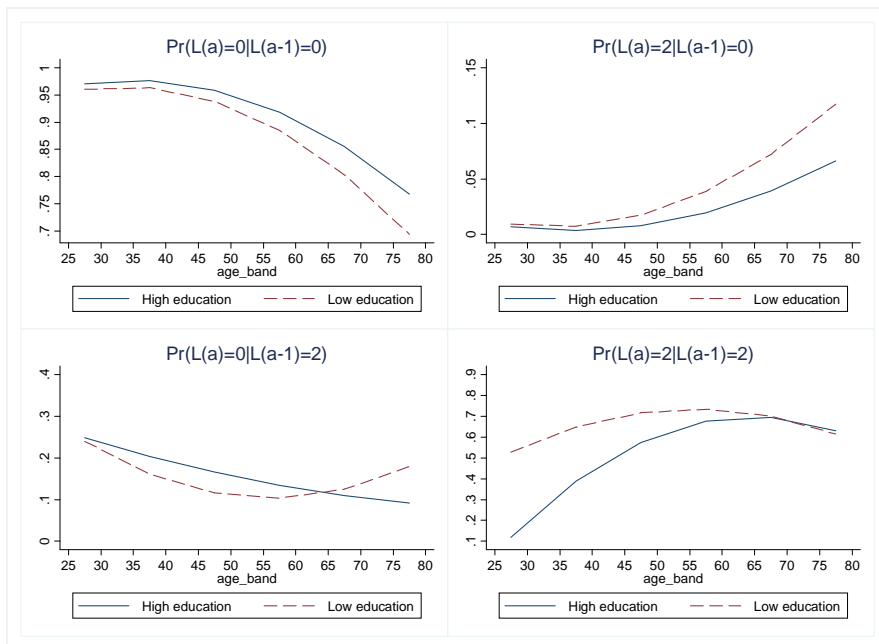 Pr(L(a)=0|L(a-1)=0)
1
.95
.9
.85
.8
.75
.7
25 30 35 40 45 50 55 60 65 70 75 80
age_band
High education Low education
Pr(L(a)=2|L(a-1)=0)
.15
.1
.05
0
25 30 35 40 45 50 55 60 65 70 75 80
age_band
High education Low education
Pr(L(a)=0|L(a-1)=2)
.4
.3
.2
.1
0
25 30 35 40 45 50 55 60 65 70 75 80
age_band
High education Low education
Pr(L(a)=2|L(a-1)=2)
.9
.8
.7
.6
.5
.4
.3
.2
.1
25 30 35 40 45 50 55 60 65 70 75 80
age_band
High education Low education